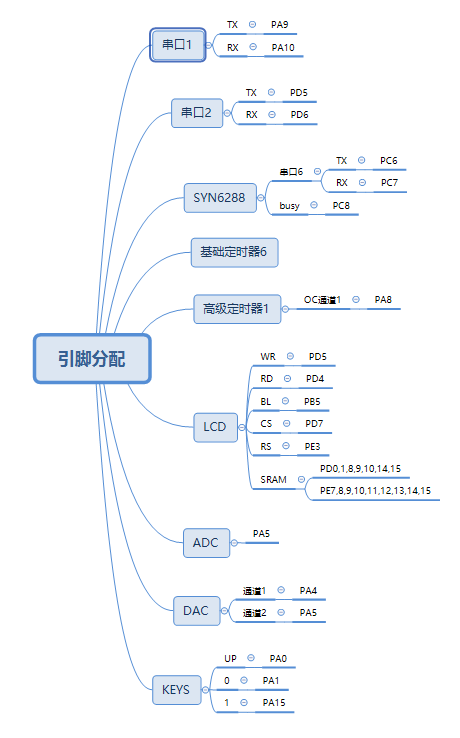 引脚分配
串口1
TX PA9
RX PA10
串口2
TX PD5
RX PD6
SYN6288
串口6
TX PC6
RX PC7
busy PC8
基础定时器6
高级定时器1
OC通道1 PA8
LCD
WR PD5
RD PD4
BL PB5
CS PD7
RS PE3
SRAM
PD0,1,8,9,10,14,15
PE7,8,9,10,11,12,13,14,15
ADC
PA5
DAC
通道1 PA4
通道2 PA5
KEYS
UP PA0
0 PA1
1 PA15